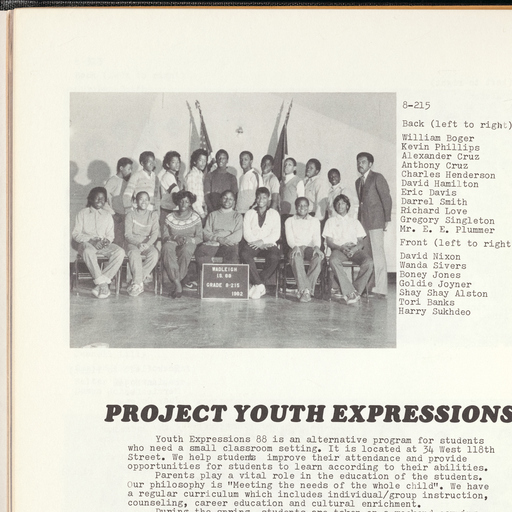 8-215
Back (left to right)
William Boger
Kevin Phillips
Alexander Cruz
Anthony Cruz
Charles Henderson
David Hamilton
Eric Davis
Darrel Smith
Richard Love
Gregory Singleton
Mr. E. E. Plummer
Front (left to right
David Nixon
Wanda Sivers
Boney Jones
Goldie Joyner
Shay Shay Alston
Tori Banks
Harry Sukhdeo
WADLEIGH
IS 88
GRADE 8-215
1983
PROJECT YOUTH EXPRESSIONS
Youth Expressions 88 is an alternative program for students
who need a small classroom setting. It is located at 34 West 118th
Street. We help students improve their attendance and provide
opportunities for students to learn according to their abilities.
Parents play a vital role in the education of the students.
Our philosophy is "Meeting the needs of the whole child". We have
a regular curriculum which includes individual/group instruction,
counseling, career education and cultural enrichment.